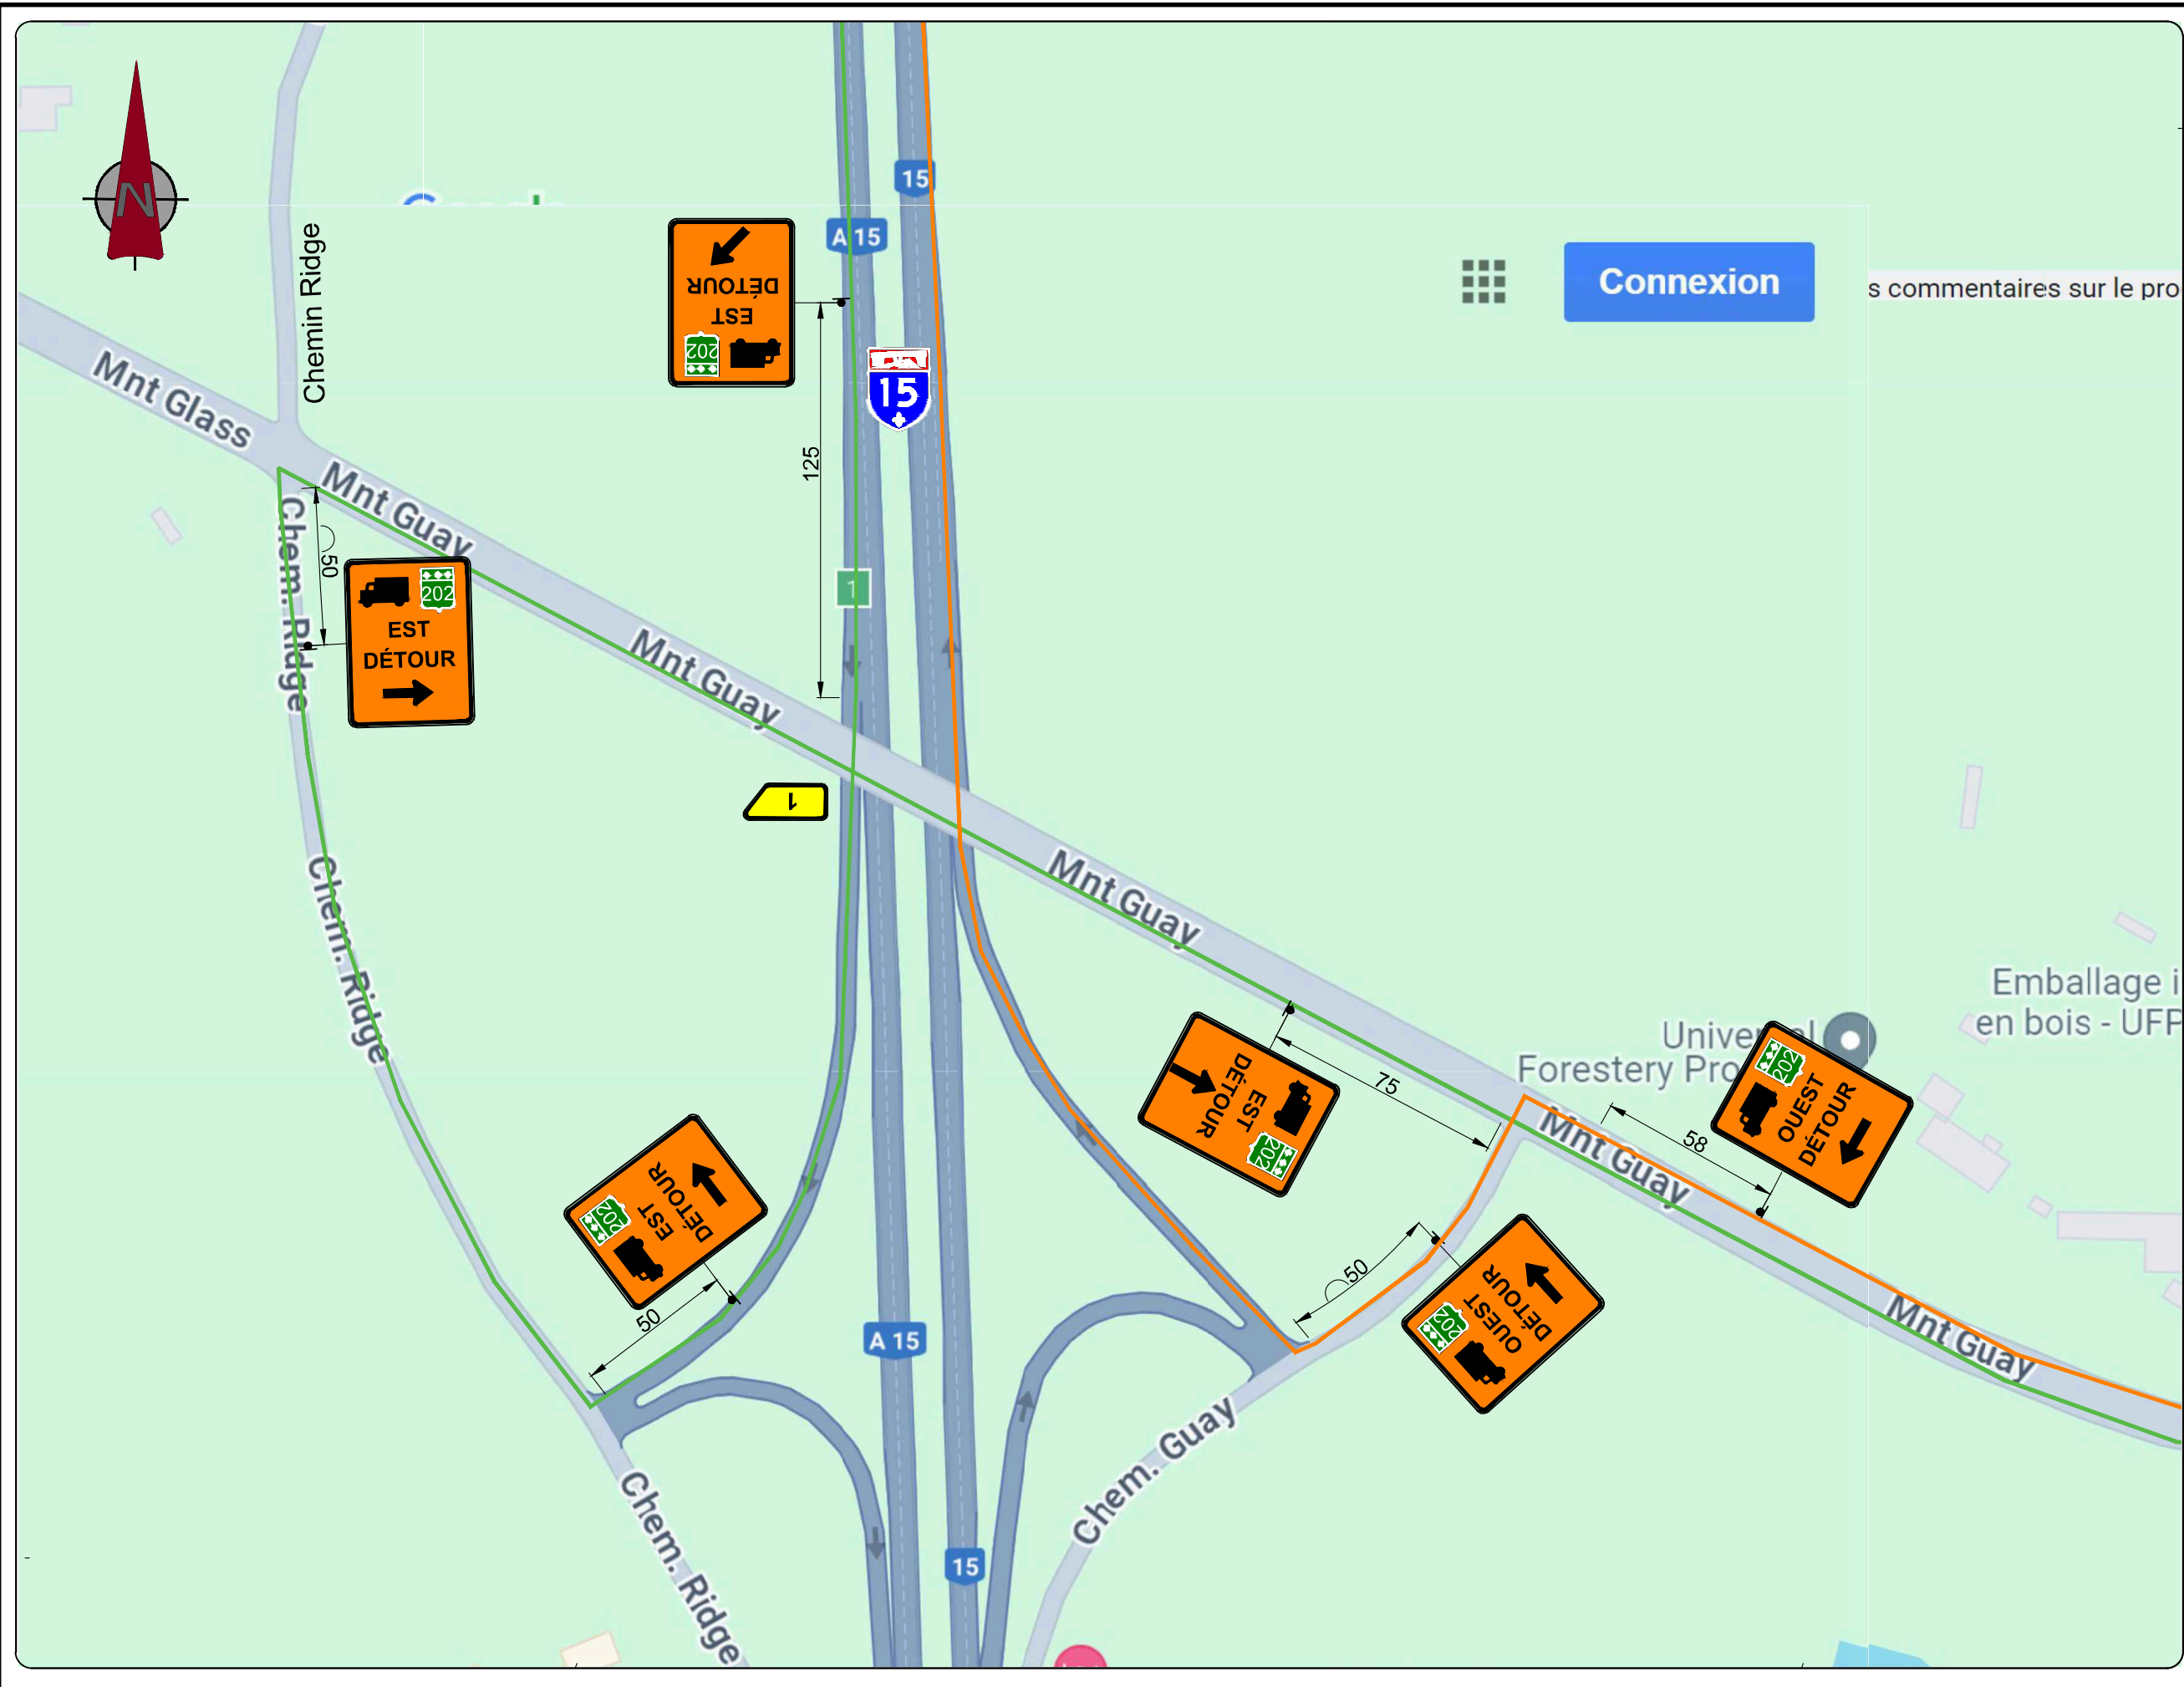 N
Chemin Ridge
15
A 15
DÉTOUR
EST
202
Connexion
s commentaires sur le pro
15
125
Mnt Glass
Mnt Guay
Chem. Ridge
50
202
EST
DÉTOUR
1
Mnt Guay
1
Chem. Ridge
Mnt Guay
Emballage i
en bois - UFP
Forestery Pro
202
EST
DÉTOUR
75
202
OUEST
DÉTOUR
58
Mnt Guay
202
EST
DÉTOUR
50
50
202
OUEST
DÉTOUR
Mnt Guay
A 15
Chem. Guay
Chem. Ridge
15